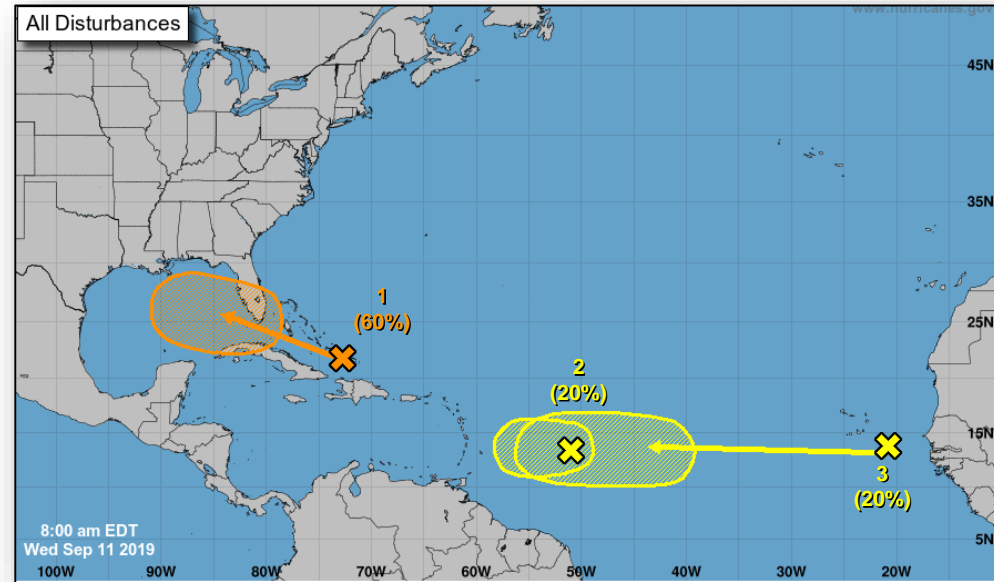 www.hurricanes.gov
All Disturbances
45N
35N
1
(60%)
25N
2
(20%)
15N
3
(20%)
8:00 am EDT
Wed Sep 11 2019
5N
100W 90W 80W 70W 60W 50W 40W 30W 20W